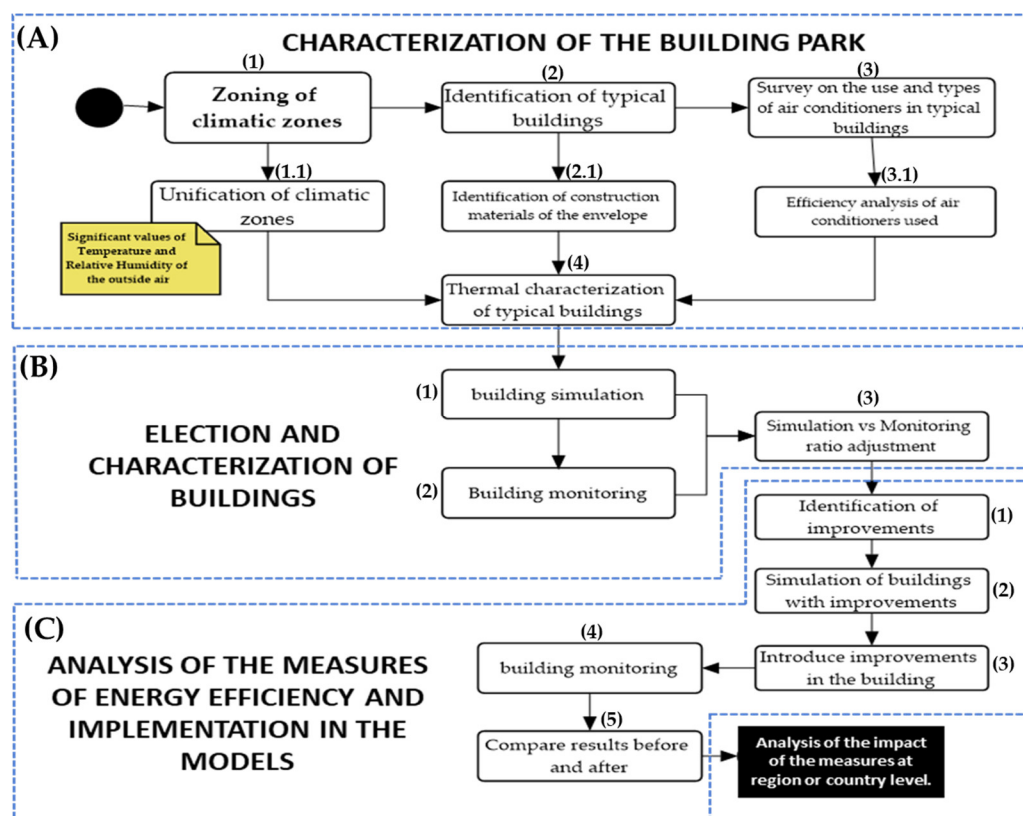 (A)
CHARACTERIZATION OF THE BUILDING PARK
(1)
Zoning of
climatic zones
(2)
Identification of typical
buildings
(3)
Survey on the use and types
of air conditioners in typical
buildings
(1.1)
Unification of climatic
zones
Significant values of
Temperature and
Relative Humidity of
the outside air
(2.1)
Identification of construction
materials of the envelope
(3.1)
Efficiency analysis of air
conditioners used
(4)
Thermal characterization
of typical buildings
(B)
ELECTION AND
CHARACTERIZATION OF
BUILDINGS
(1)
building simulation
(2)
Building monitoring
(3)
Simulation vs Monitoring
ratio adjustment
(C)
ANALYSIS OF THE MEASURES
OF ENERGY EFFICIENCY AND
IMPLEMENTATION IN THE
MODELS
Identification of
improvements
(1)
Simulation of buildings
with improvements
(2)
Introduce improvements
in the building
(3)
(4)
building monitoring
(5)
Compare results before
and after
Analysis of the impact
of the measures at
region or country level.